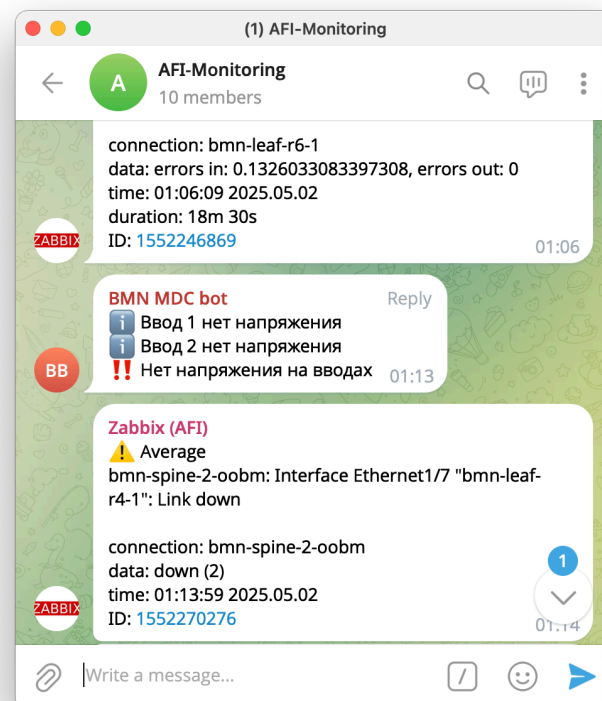 (1) AFI-Monitoring
A
AFI-Monitoring
10 members
connection: bmn-leaf-r6-1
data: errors in: 0.1326033083397308, errors out: 0
time: 01:06:09 2025.05.02
duration: 18m 30s
ID: 1552246869
01:06
ZABBIX
BMN MDC bot
Reply
Ввод 1 нет напряжения
Ввод 2 нет напряжения
‼ Нет напряжения на вводах
01:13
BB
Zabbix (AFI)
⚠ Average
bmn-spine-2-oobm: Interface Ethernet1/7 "bmn-leaf-
r4-1": Link down
connection: bmn-spine-2-oobm
data: down (2)
time: 01:13:59 2025.05.02
ID: 1552270276
1
01:14
ZABBIX
Write a message...